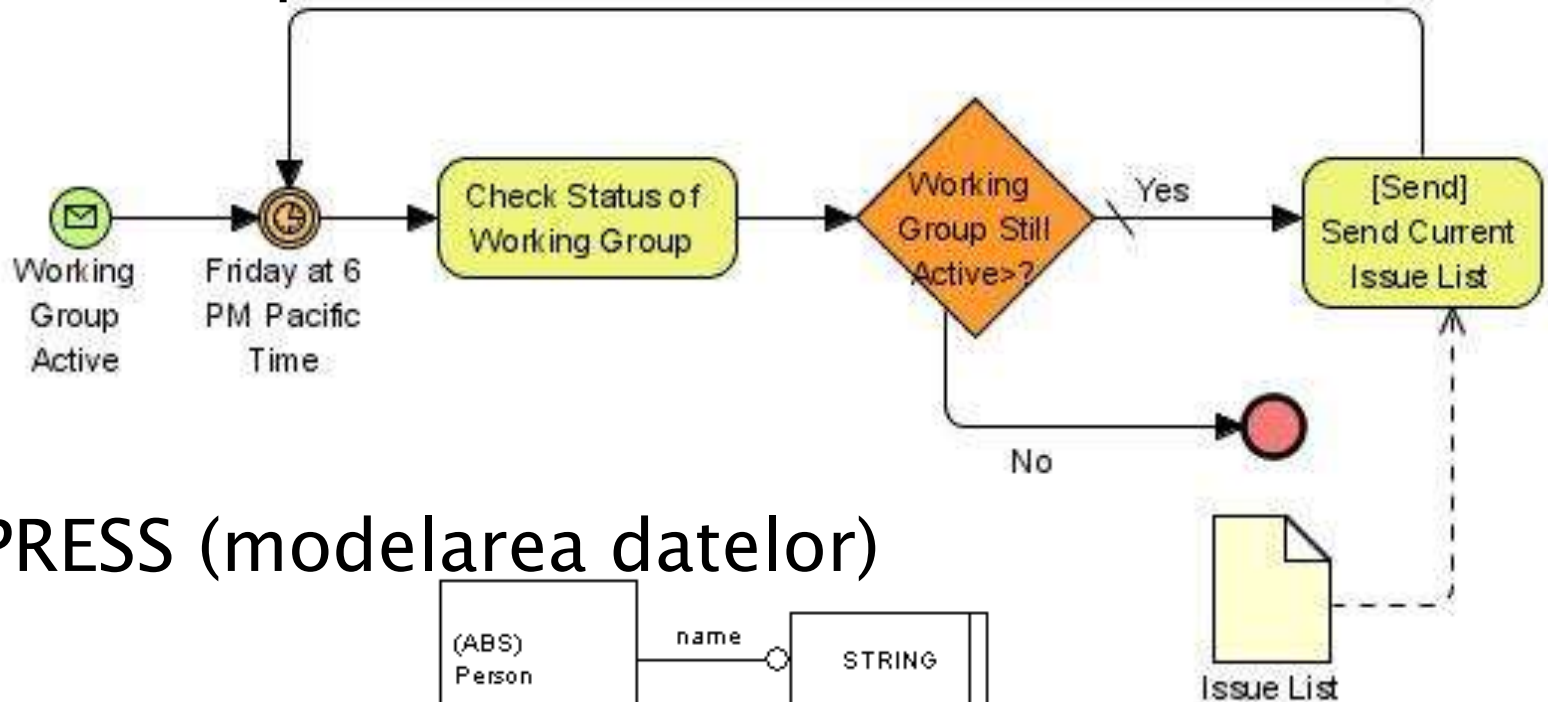 Working
Group
Active
Friday at 6
PM Pacific
Time
Check Status of
Working Group
Working
Group Still
Active>?
Yes
No
[Send]
Send Current
Issue List
Issue List
PRESS (modelarea datelor)
(ABS)
Person
name
STRING